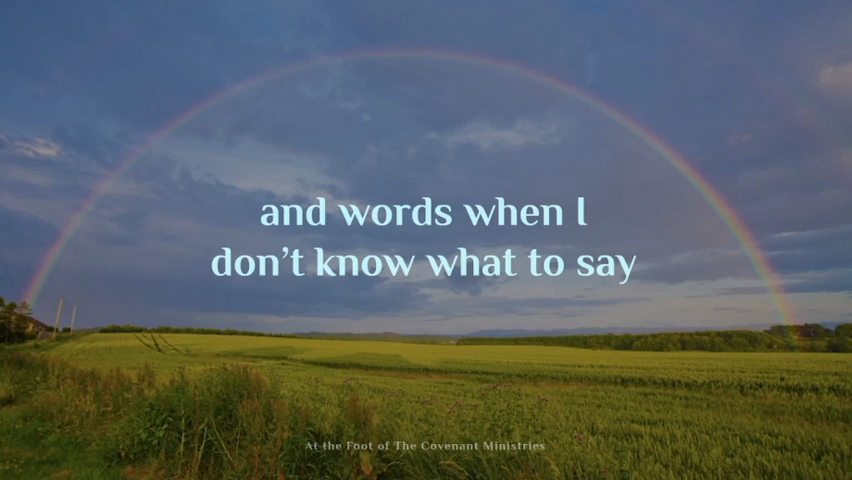 and words when I
don’t know what to say
At the Foot of The Covenant Ministries